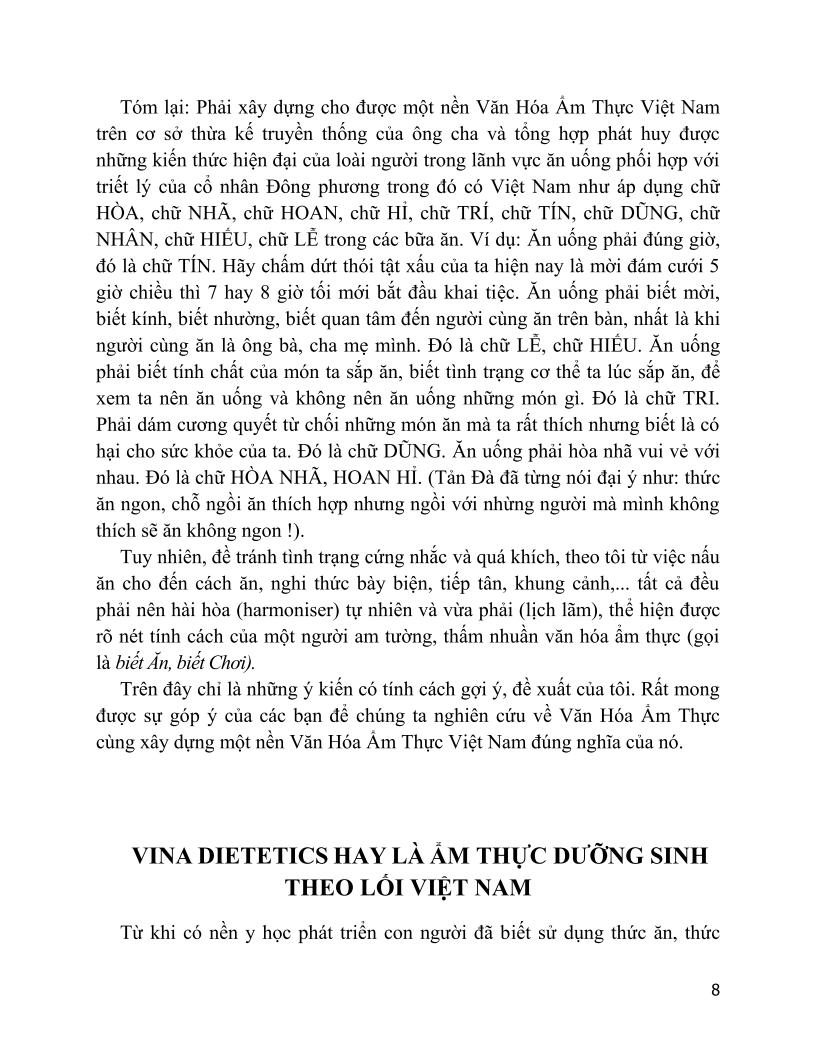 Tóm lại: Phải xây dựng cho được một nền Văn Hóa Ẩm Thực Việt Nam
trên cơ sở thừa kế truyền thống của ông cha và tổng hợp phát huy được
những kiến thức hiện đại của loài người trong lãnh vực ăn uống phối hợp với
triết lý của cổ nhân Đông phương trong đó có Việt Nam như áp dụng chữ
HÒA, chữ NHÃ, chữ HOAN, chữ HỈ, chữ TRÍ, chữ TÍN, chữ DŨNG, chữ
NHÂN, chữ HIẾU, chữ LỄ trong các bữa ăn. Ví dụ: Ăn uống phải đúng giờ,
đó là chữ TÍN. Hãy chấm dứt thói tật xấu của ta hiện nay là mời đám cưới 5
giờ chiều thì 7 hay 8 giờ tối mới bắt đầu khai tiệc. Ăn uống phải biết mời,
biết kính, biết nhường, biết quan tâm đến người cùng ăn trên bàn, nhất là khi
người cùng ăn là ông bà, cha mẹ mình. Đó là chữ LỄ, chữ HIẾU. Ăn uống
phải biết tính chất của món ta sắp ăn, biết tình trạng cơ thể ta lúc sắp ăn, để
xem ta nên ăn uống và không nên ăn uống những món gì. Đó là chữ TRI.
Phải dám cương quyết từ chối những món ăn mà ta rất thích nhưng biết là có
hại cho sức khỏe của ta. Đó là chữ DŨNG. Ăn uống phải hòa nhã vui vẻ với
nhau. Đó là chữ HÒA NHÃ, HOAN HỈ. (Tản Đà đã từng nói đại ý như: thức
ăn ngon, chỗ ngồi ăn thích hợp nhưng ngồi với nhừng người mà mình không
thích sẽ ăn không ngon !).
Tuy nhiên, đề tránh tình trạng cứng nhắc và quá khích, theo tôi từ việc nấu
ăn cho đến cách ăn, nghi thức bày biện, tiếp tân, khung cảnh,... tất cả đều
phải nên hài hòa (harmoniser) tự nhiên và vừa phải (lịch lãm), thể hiện được
rõ nét tính cách của một người am tường, thấm nhuần văn hóa ẩm thực (gọi
là biết Ăn, biết Chơi).
Trên đây chỉ là những ý kiến có tính cách gợi ý, đề xuất của tôi. Rất mong
được sự góp ý của các bạn để chúng ta nghiên cứu về Văn Hóa Ẩm Thực
cùng xây dựng một nền Văn Hóa Ẩm Thực Việt Nam đúng nghĩa của nó.
VINA DIETETICS HAY LÀ ẨM THỰC DƯỠNG SINH
THEO LỐI VIỆT NAM
Từ khi có nền y học phát triển con người đã biết sử dụng thức ăn, thức
8